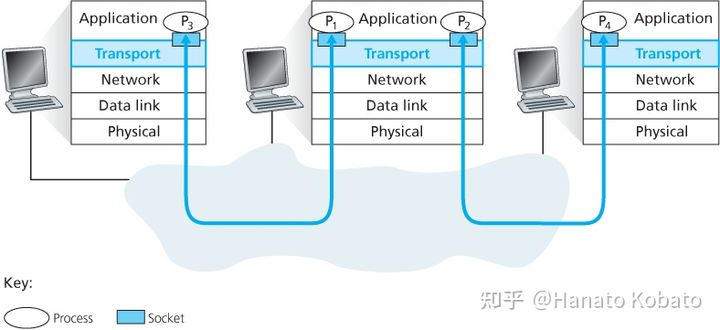 Application P3
P1 Application P2
P4 Application
Transport
Transport
Transport
Network
Network
Network
Data link
Data link
Data link
Physical
Physical
Physical
Key:
Process
Socket
知乎 @Hanato Kobato